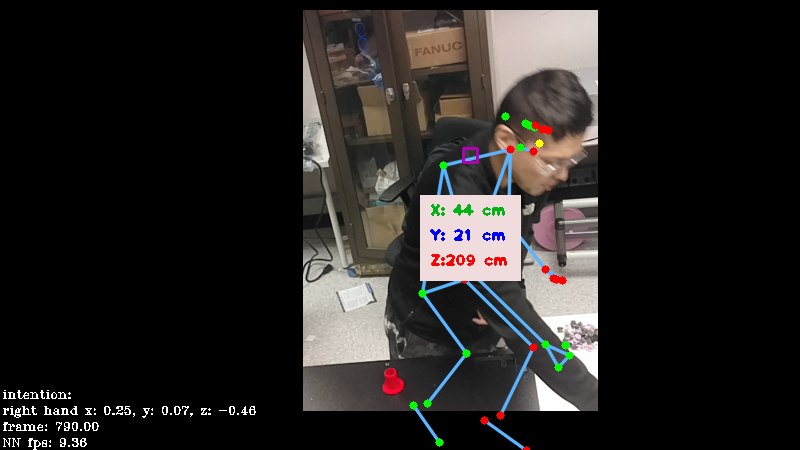 FANUC
X: 44 cm
Y: 21 cm
Z:209 cm
intention:
right hand x: 0.25, y: 0.07, z: −0.46
frame: 790.00
NN fps: 9.36